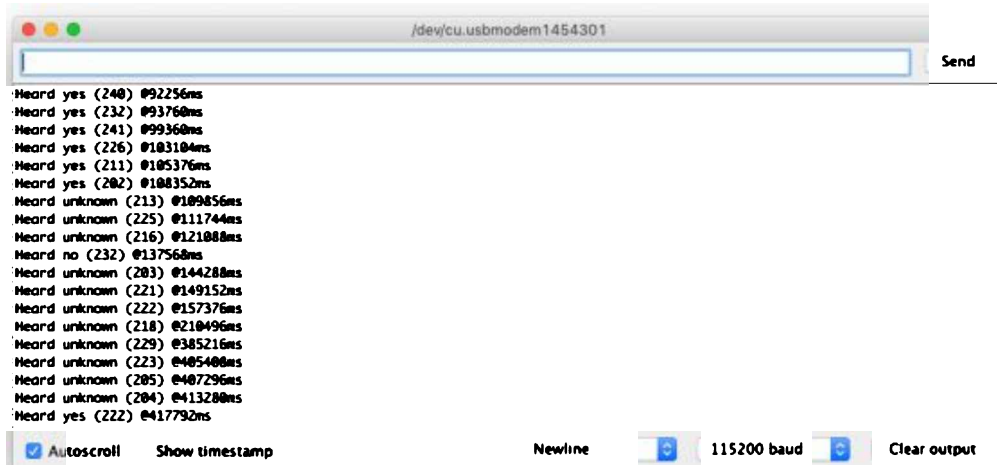 /dev/cu.usbmodem1454301
Send
Heard yes (240) @92256ms
Heard yes (232) @93760ms
Heard yes (241) @99360ms
Heard yes (226) @103104ms
Heard yes (211) @105376ms
Heard yes (202) @108352ms
Heard unknown (213) @109856ms
Heard unknown (225) @111744ms
Heard unknown (216) @121088ms
Heard no (232) @137568ms
Heard unknown (203) @144288ms
Heard unknown (221) @149152ms
Heard unknown (222) @157376ms
Heard unknown (218) @210496ms
Heard unknown (229) @385216ms
Heard unknown (223) @405408ms
Heard unknown (205) @407296ms
Heard unknown (204) @413280ms
Heard yes (222) @417792ms
Autoscroll Show timestamp Newline 115200 baud Clear output